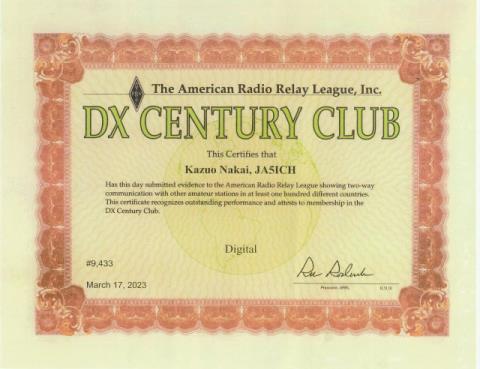 The American Radio Relay League, Inc.
DX CENTURY CLUB
This Certifies that
Kazuo Nakai, JA5ICH
Has this day submitted evidence to the American Radio Relay League showing two-way
communication with other amateur stations in at least one hundred different countries.
This certificate recognizes outstanding performance and attests to membership in the
DX Century Club.
Digital
#9,433
March 17, 2023
President, ARRL